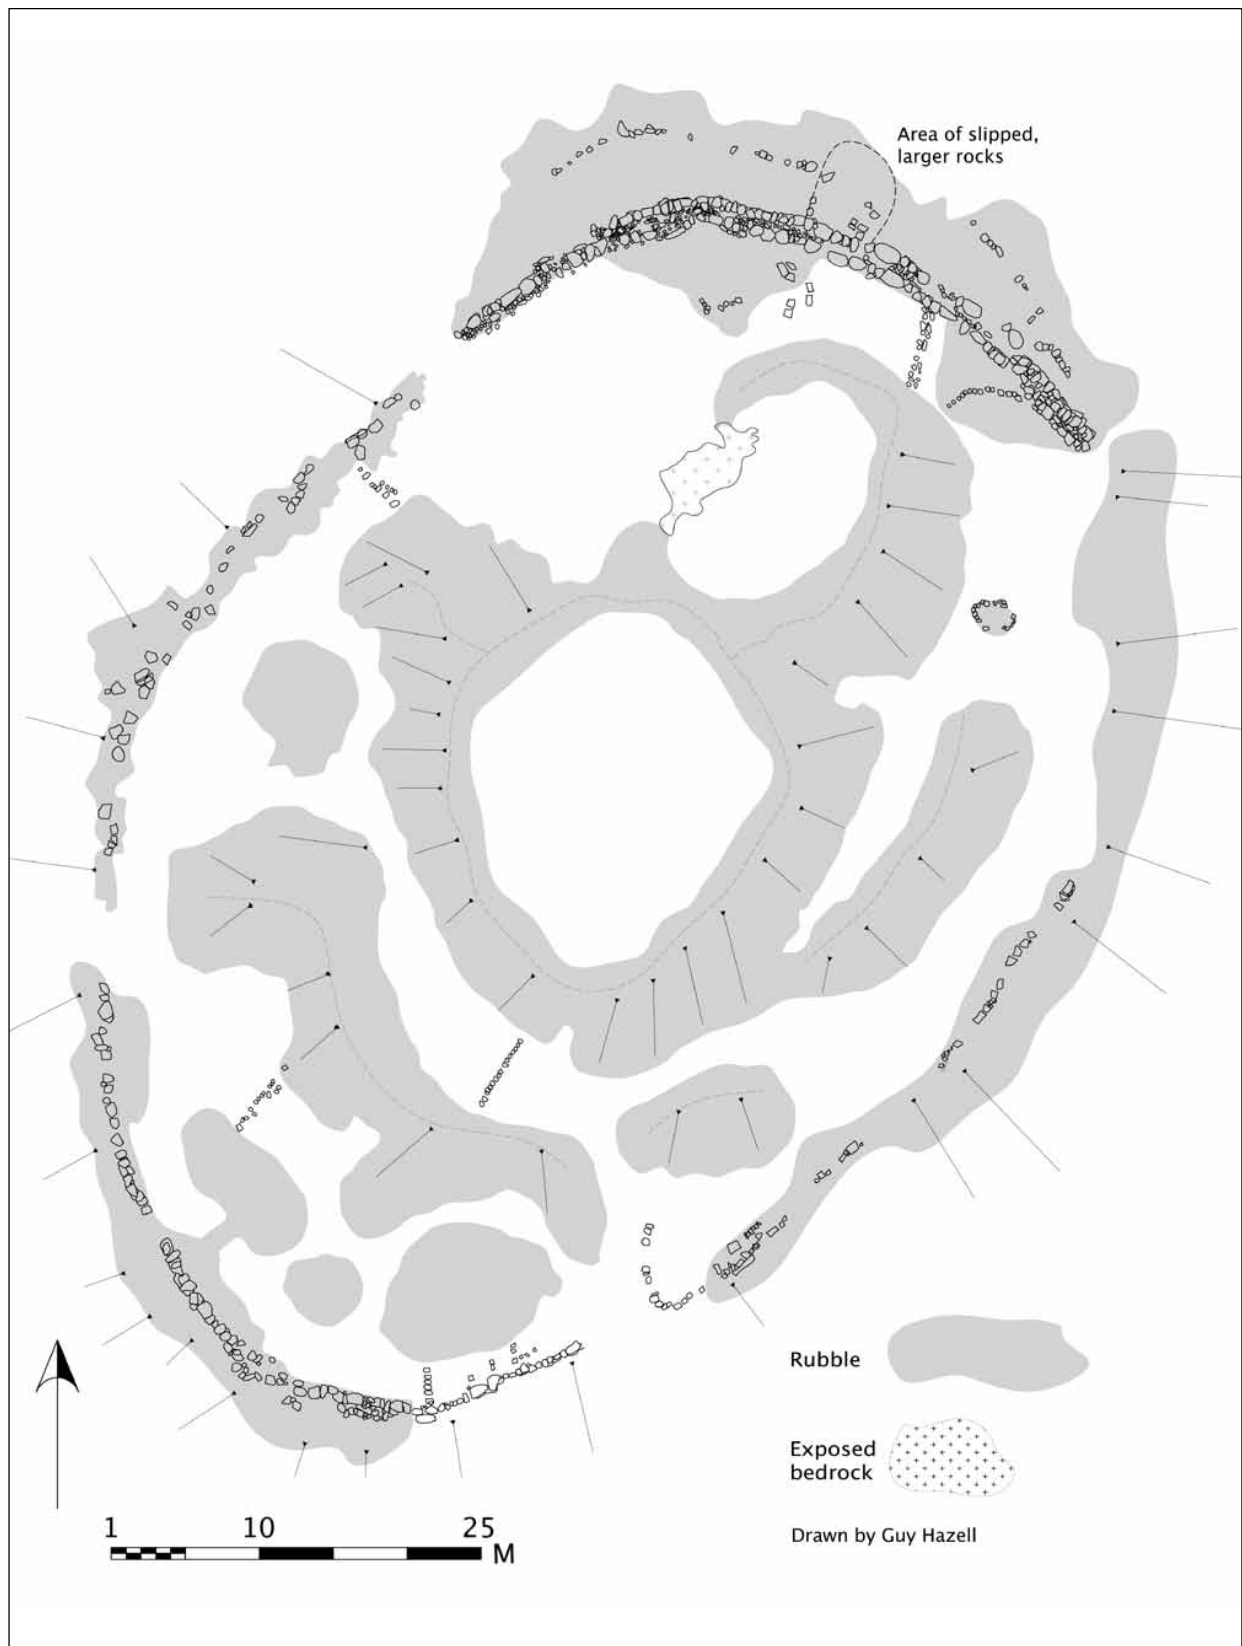 Area of slipped,
larger rocks
Rubble
Exposed
bedrock
Drawn by Guy Hazell
1 10 25
M